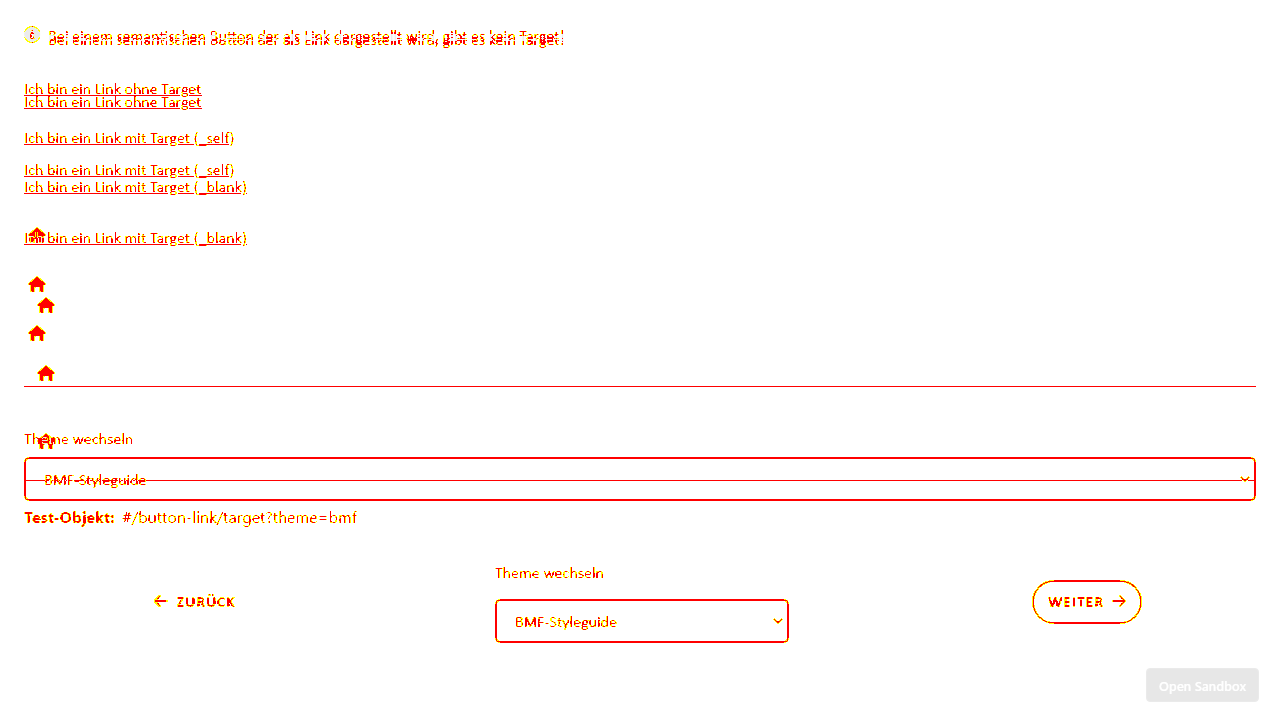 Bei einem semantischen Button der als Link dargestellt wird, gibt es kein Target!
Bei einem semantischen Button der als Link dargestellt wird, gibt es kein Target!
Ich bin ein Link ohne Target
Ich bin ein Link ohne Target
Ich bin ein Link mit Target (_self)
Ich bin ein Link mit Target (_self)
Ich bin ein Link mit Target (_blank)
Ich bin ein Link mit Target (_blank)
Theme wechseln
BMF-Styleguide
Test-Objekt: #/button-link/target?theme=bmf
Theme wechseln
ZURÜCK
BMF-Styleguide
WEITER
Open Sandbox